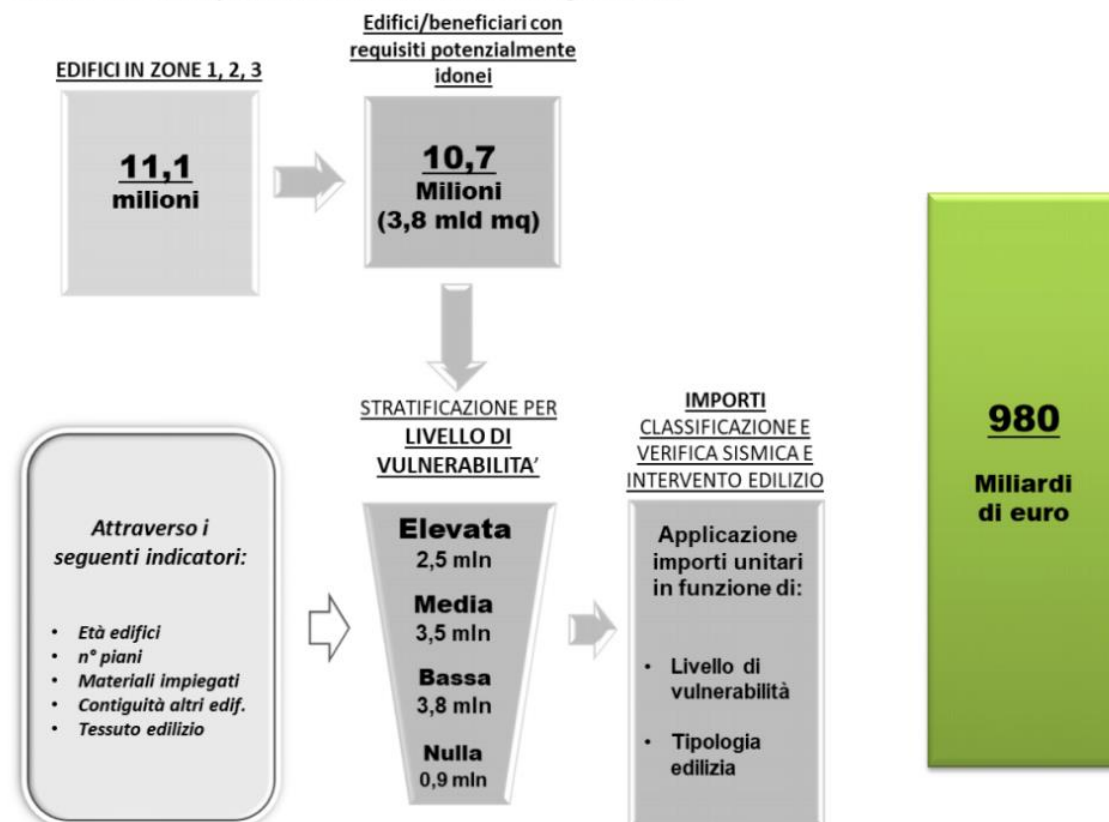 EDIFICI IN ZONE 1, 2, 3
11,1
milioni
Edifici/beneficiari con
requisiti potenzialmente
idonei
10,7
Milioni
(3,8 mld mq)
Attraverso i
seguenti indicatori:
• Età edifici
• n° piani
• Materiali impiegati
• Contiguità altri edif.
• Tessuto edilizio
STRATIFICAZIONE PER
LIVELLO DI
VULNERABILITA’
Elevata
2,5 mln
Media
3,5 mln
Bassa
3,8 mln
Nulla
0,9 mln
IMPORTI
CLASSIFICAZIONE E
VERIFICA SISMICA E
INTERVENTO EDILIZIO
Applicazione
importi unitari
in funzione di:
• Livello di
vulnerabilità
• Tipologia
edilizia
980
Miliardi
di euro